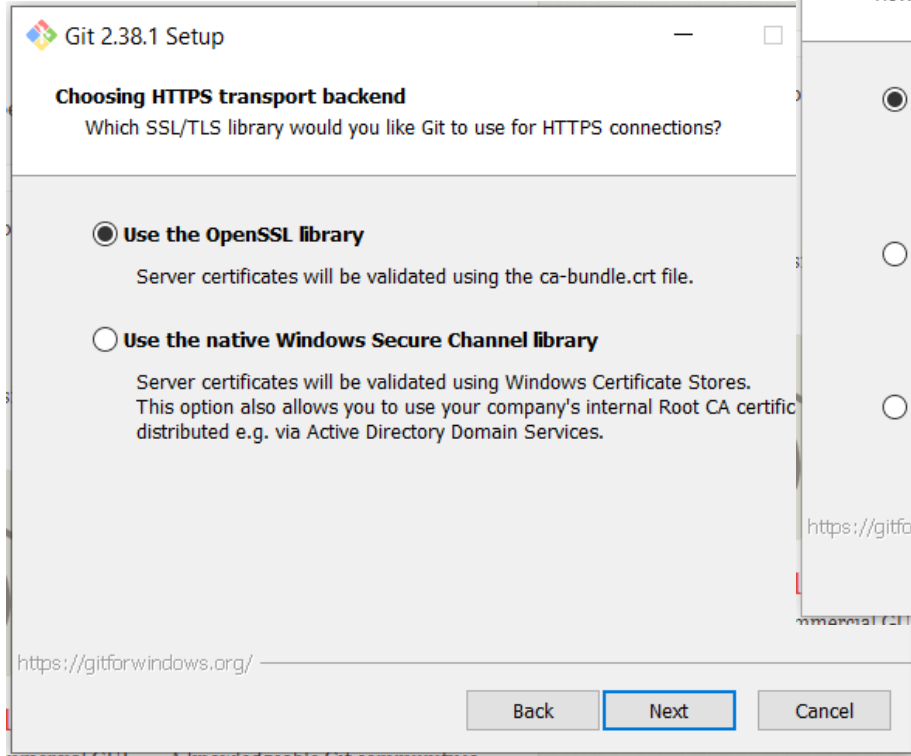 Git 2.38.1 Setup
Choosing HTTPS transport backend
Which SSL/TLS library would you like Git to use for HTTPS connections?
Use the OpenSSL library
Server certificates will be validated using the ca-bundle.crt file.
Use the native Windows Secure Channel library
Server certificates will be validated using Windows Certificate Stores.
This option also allows you to use your company's internal Root CA certific
distributed e.g. via Active Directory Domain Services.
https://gitforwindows.org/
Back Next Cancel
https://gitfo